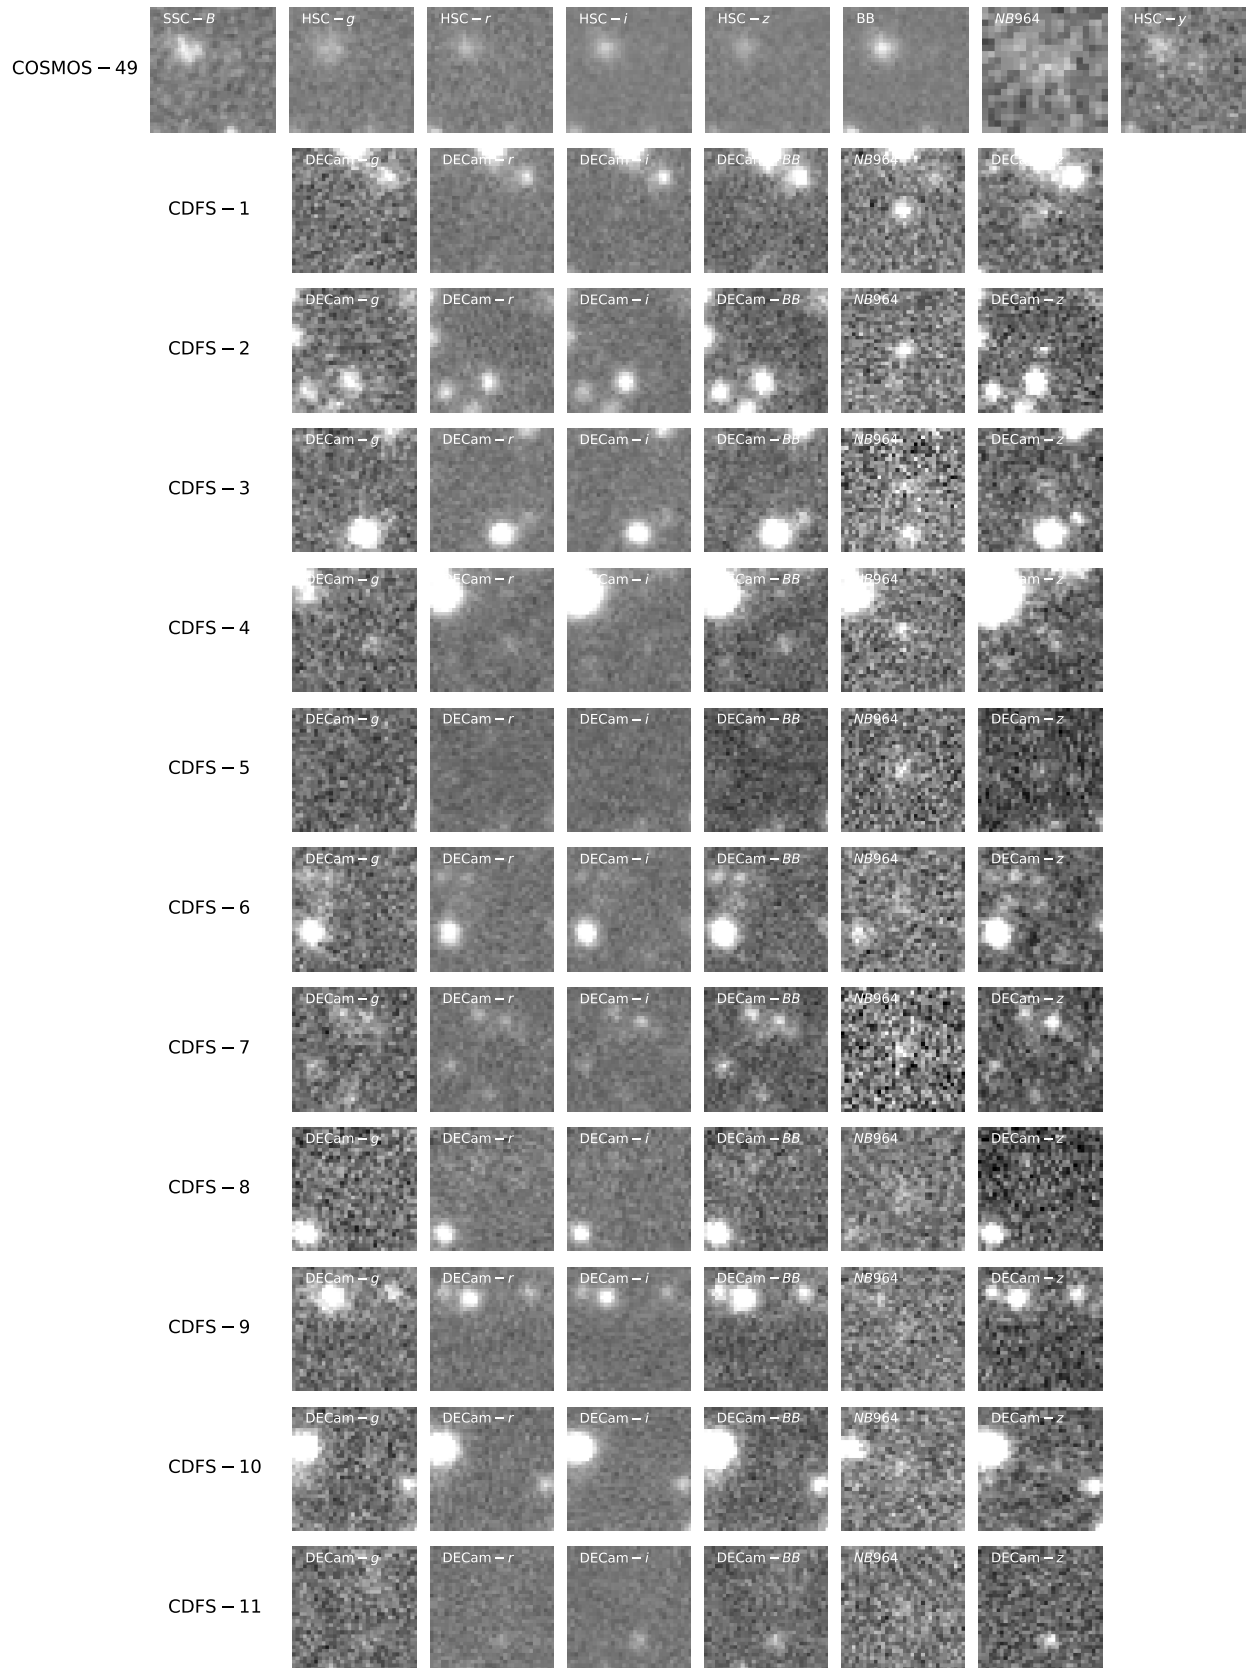 SSC − B HSC − g HSC − r HSC − i HSC − z BB NB964 HSC − y
COSMOS − 49
DECam − g DECam − r DECam − i DECam − BB NB964 DECam − z
CDFS − 1
DECam − g DECam − r DECam − i DECam − BB NB964 DECam − z
CDFS − 2
DECam − g DECam − r DECam − i DECam − BB NB964 DECam − z
CDFS − 3
DECam − g DECam − r DECam − i DECam − BB NB964 DECam − z
CDFS − 4
DECam − g DECam − r DECam − i DECam − BB NB964 DECam − z
CDFS − 5
DECam − g DECam − r DECam − i DECam − BB NB964 DECam − z
CDFS − 6
DECam − g DECam − r DECam − i DECam − BB NB964 DECam − z
CDFS − 7
DECam − g DECam − r DECam − i DECam − BB NB964 DECam − z
CDFS − 8
DECam − g DECam − r DECam − i DECam − BB NB964 DECam − z
CDFS − 9
DECam − g DECam − r DECam − i DECam − BB NB964 DECam − z
CDFS − 10
DECam − g DECam − r DECam − i DECam − BB NB964 DECam − z
CDFS − 11